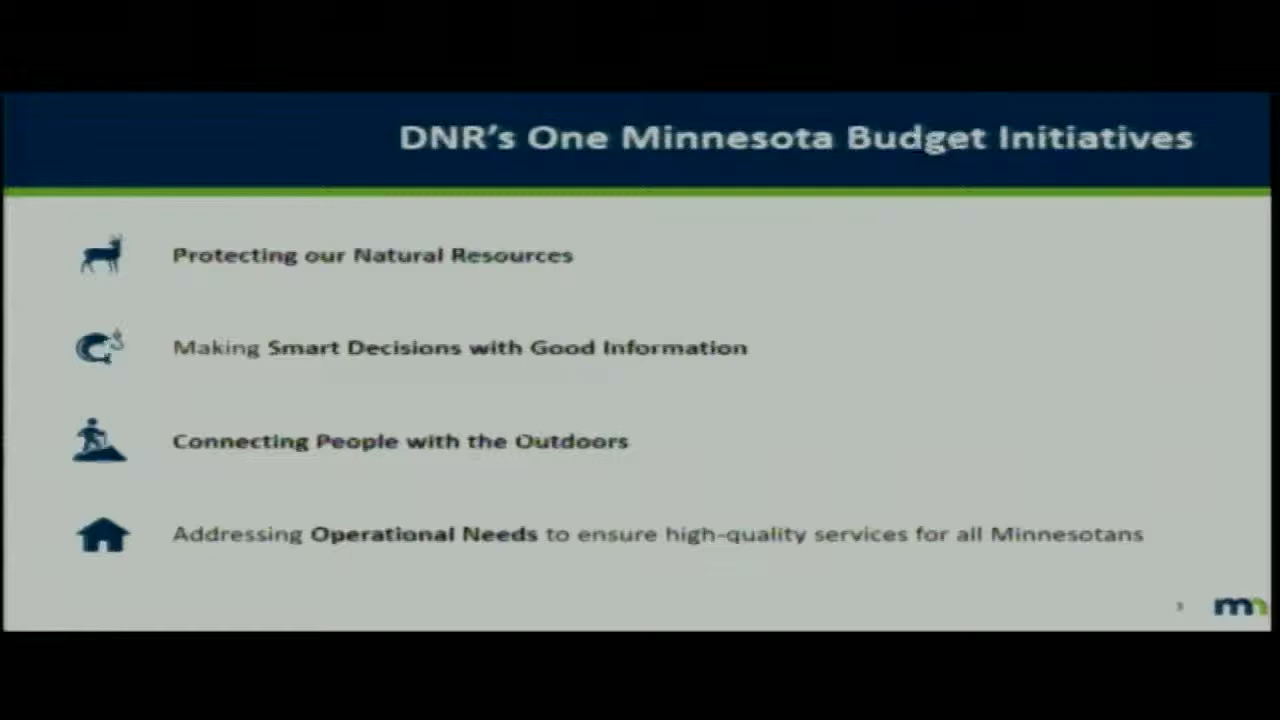 DNR's One Minnesota Budget Initiatives
Protecting our Natural Resources
Making Smart Decisions with Good Information
Connecting People with the Outdoors
Addressing Operational Needs to ensure high-quality services for all Minnesotans
3
mn